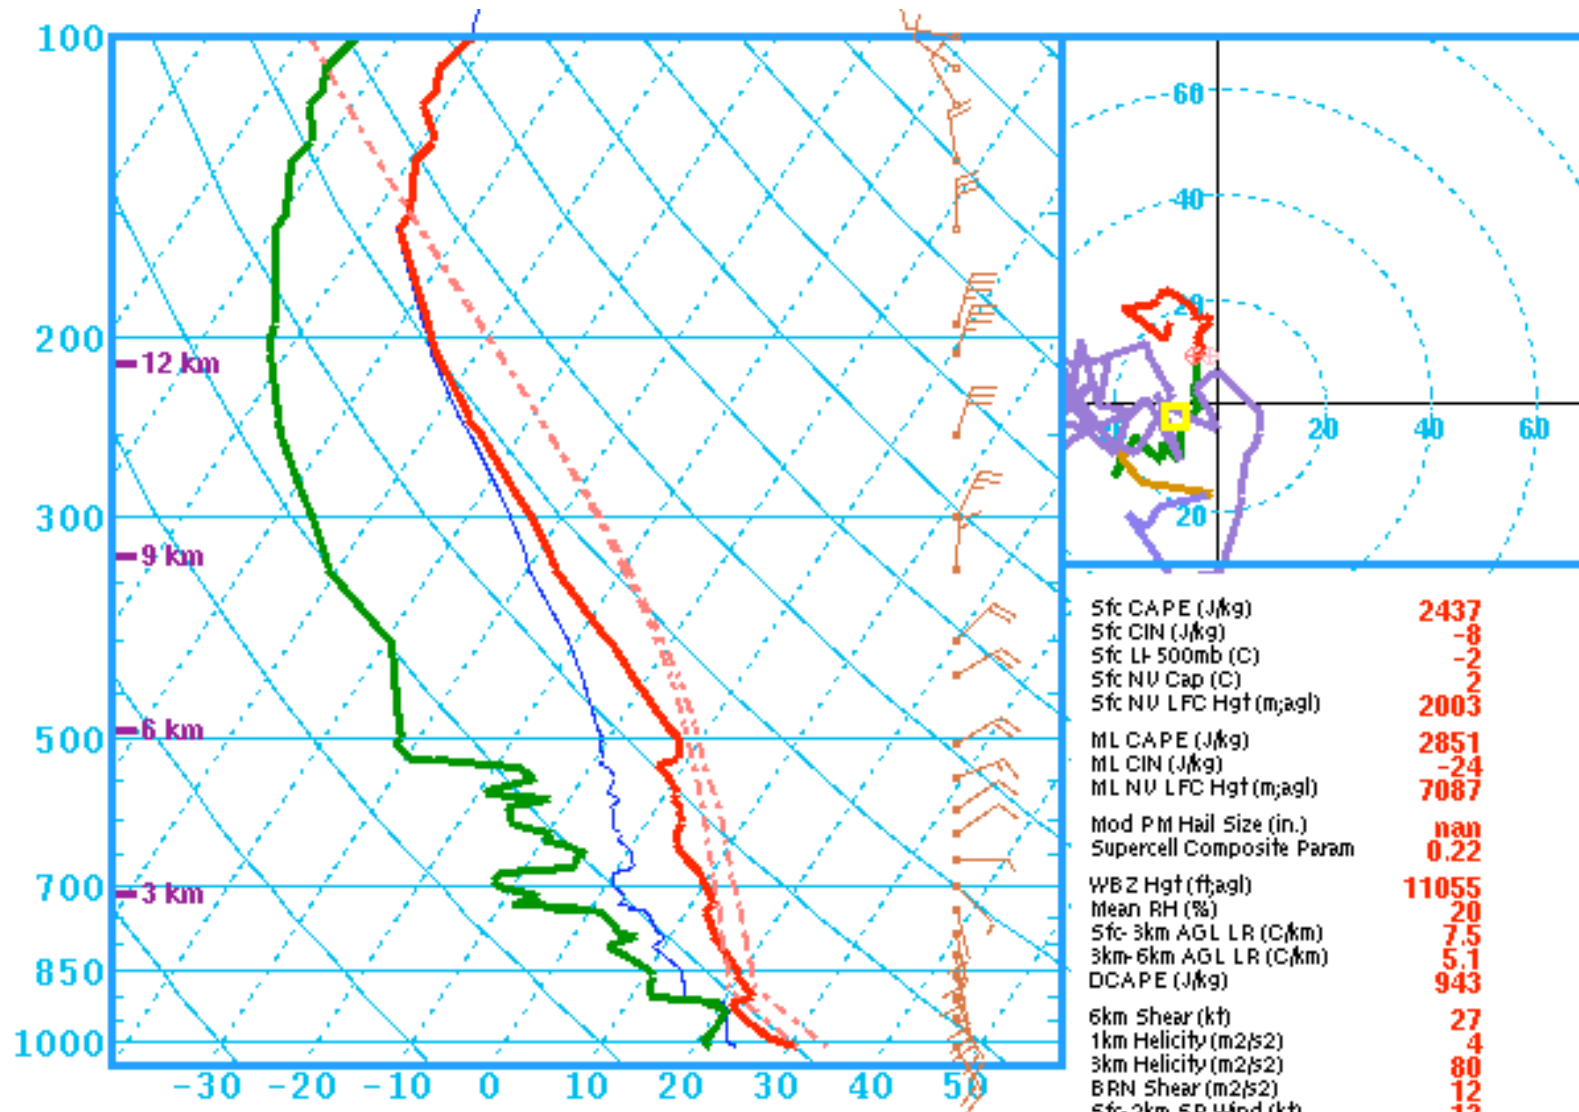 100
200
300
500
700
850
1000
12 km
9 km
6 km
3 km
-30 -20 -10 0 10 20 30 40
60
40
20
20 40 60
20
Sfc CAPE (J/kg) 2437
Sfc CIN (J/kg) -8
Sfc LI-500mb (C) -2
Sfc NV Cap (C) 2
Sfc NV LFC Hgt (m;agl) 2003
ML CAPE (J/kg) 2851
ML CIN (J/kg) -24
ML NV LFC Hgt (m;agl) 7087
Mod PM Hail Size (in.) nan
Supercell Composite Param 0.22
WBZ Hgt (ft;agl) 11055
Mean RH (%) 20
Sfc-3km AGL LR (C/km) 7.5
3km-6km AGL LR (C/km) 5.1
DCAPE (J/kg) 943
6km Shear (kt) 27
1km Helicity (m2/s2) 4
3km Helicity (m2/s2) 80
BRN Shear (m2/s2) 12